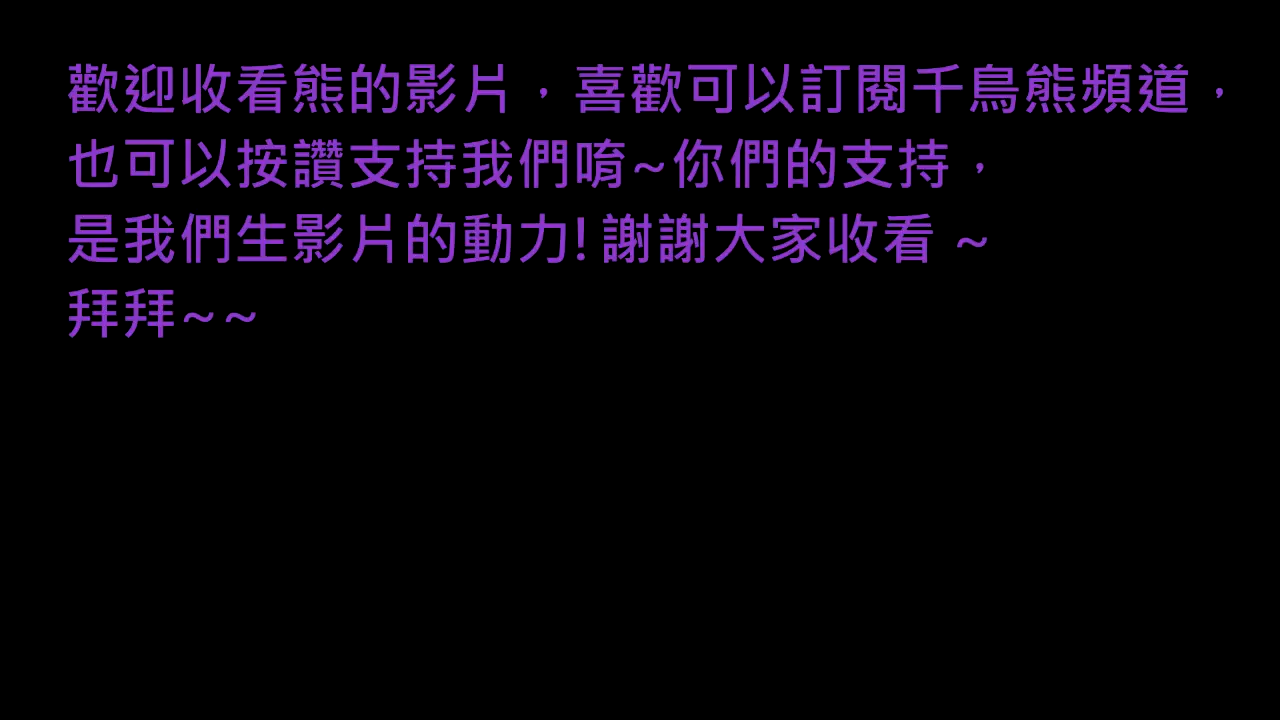 歡迎收看熊的影片，喜歡可以訂閱千鳥熊頻道，
也可以按讚支持我們唷~你們的支持，
是我們生影片的動力! 謝謝大家收看 ~
拜拜~~